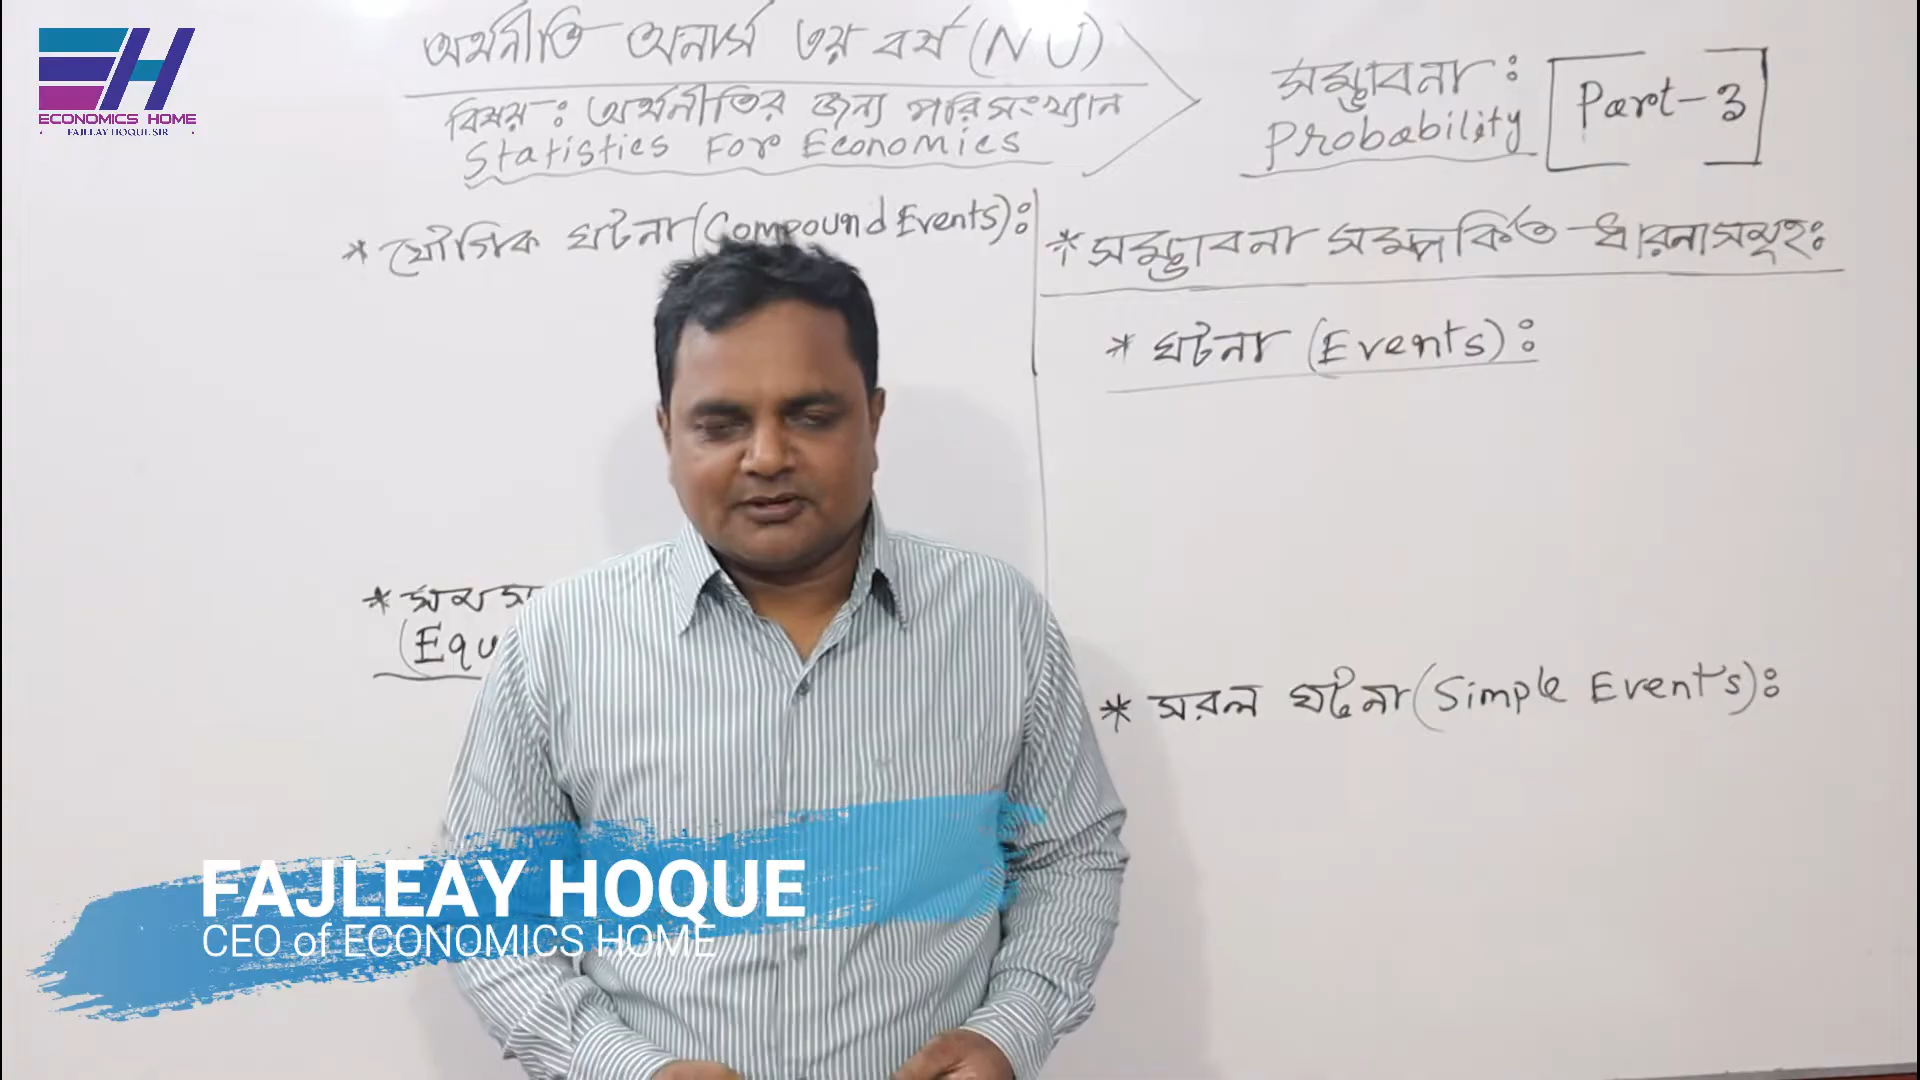 ECONOMICS HOME
FAJLEAY HOQUE SIR
অর্থনীতি অনার্স ৩য় বর্ষ (NU)
বিষয় : অর্থনীতির জন্য পরিসংখ্যান
Statistics For Economics
সম্ভাবনা :
Probability
Part-3
* যৌগিক ঘটনা (Compound Events):
* সম্ভাবনা সম্পর্কিত ধারনাসমূহঃ
* ঘটনা (Events):
* সরল ঘটনা (Simple Events):
FAJLEAY HOQUE
CEO of ECONOMICS HOME